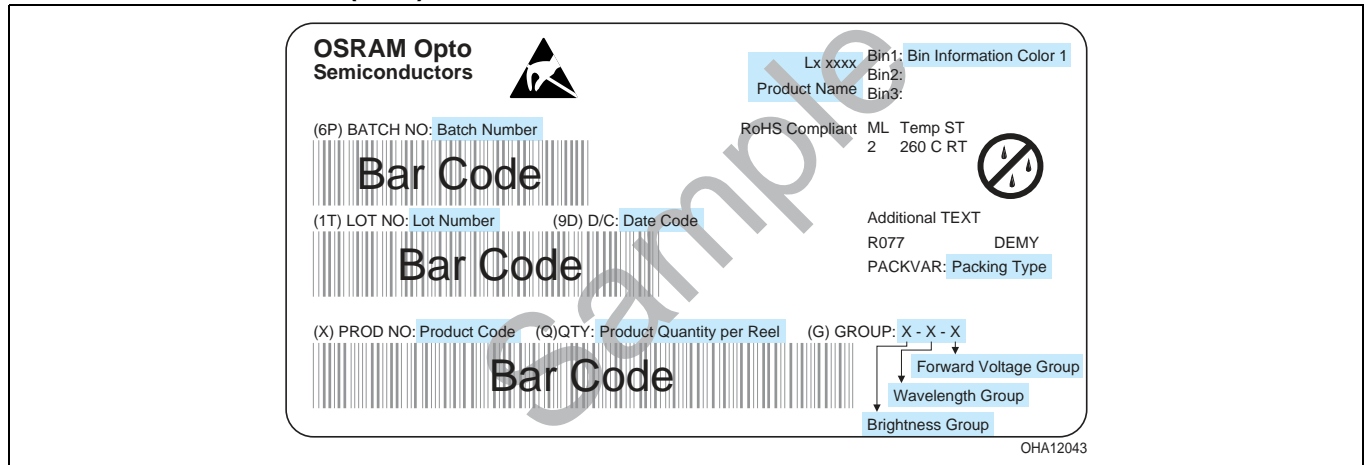 OSRAM Opto
Semiconductors
Lx xxxx
Product Name
Bin1: Bin Information Color 1
Bin2:
Bin3:
(6P) BATCH NO: Batch Number
Bar Code
RoHS Compliant
ML Temp ST
2 260 C RT
(1T) LOT NO: Lot Number (9D) D/C: Date Code
Bar Code
Additional TEXT
R077 DEMY
PACKVAR: Packing Type
(X) PROD NO: Product Code (Q)QTY: Product Quantity per Reel (G) GROUP: X - X - X
Bar Code
Forward Voltage Group
Wavelength Group
Brightness Group
Sample
OHA12043